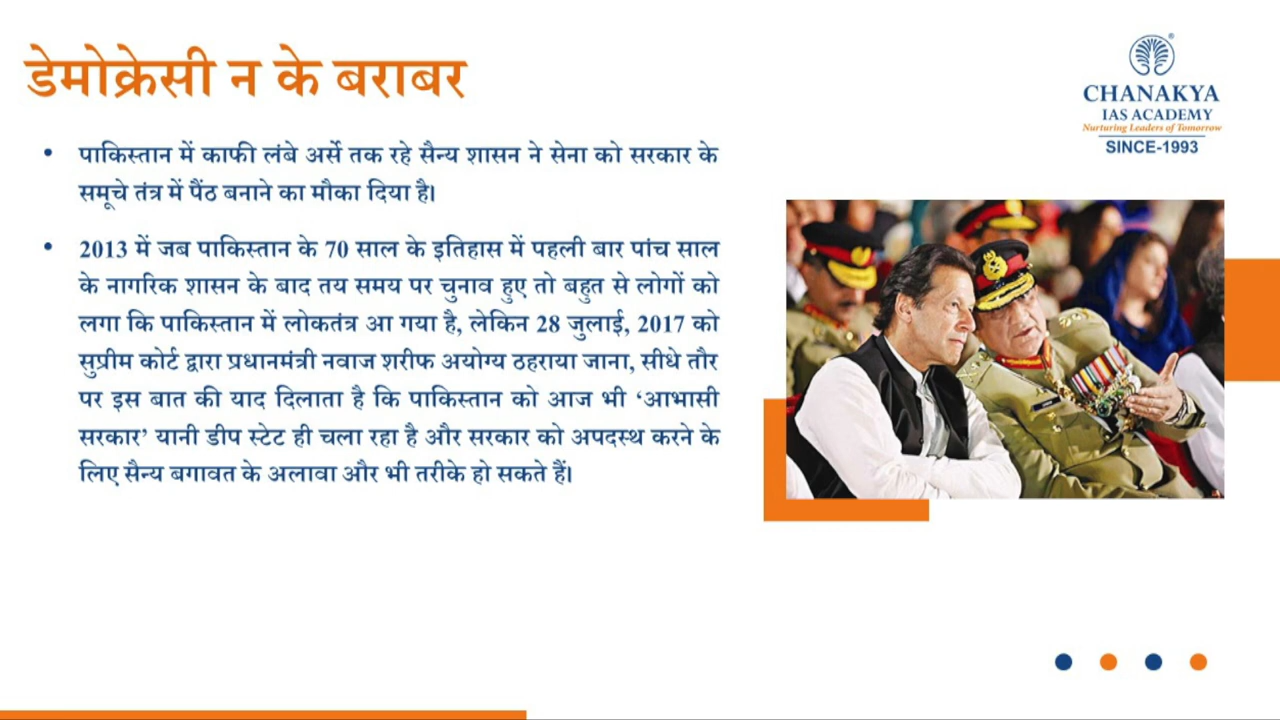 डेमोक्रेसी न के बराबर
CHANAKYA
IAS ACADEMY
Nurturing Leaders of Tomorrow
SINCE-1993
• पाकिस्तान में काफी लंबे अर्से तक रहे सैन्य शासन ने सेना को सरकार के
समूचे तंत्र में पैंठ बनाने का मौका दिया है।
• 2013 में जब पाकिस्तान के 70 साल के इतिहास में पहली बार पांच साल
के नागरिक शासन के बाद तय समय पर चुनाव हुए तो बहुत से लोगों को
लगा कि पाकिस्तान में लोकतंत्र आ गया है, लेकिन 28 जुलाई, 2017 को
सुप्रीम कोर्ट द्वारा प्रधानमंत्री नवाज शरीफ अयोग्य ठहराया जाना, सीधे तौर
पर इस बात की याद दिलाता है कि पाकिस्तान को आज भी ‘आभासी
सरकार’ यानी डीप स्टेट ही चला रहा है और सरकार को अपदस्थ करने के
लिए सैन्य बगावत के अलावा और भी तरीके हो सकते हैं।